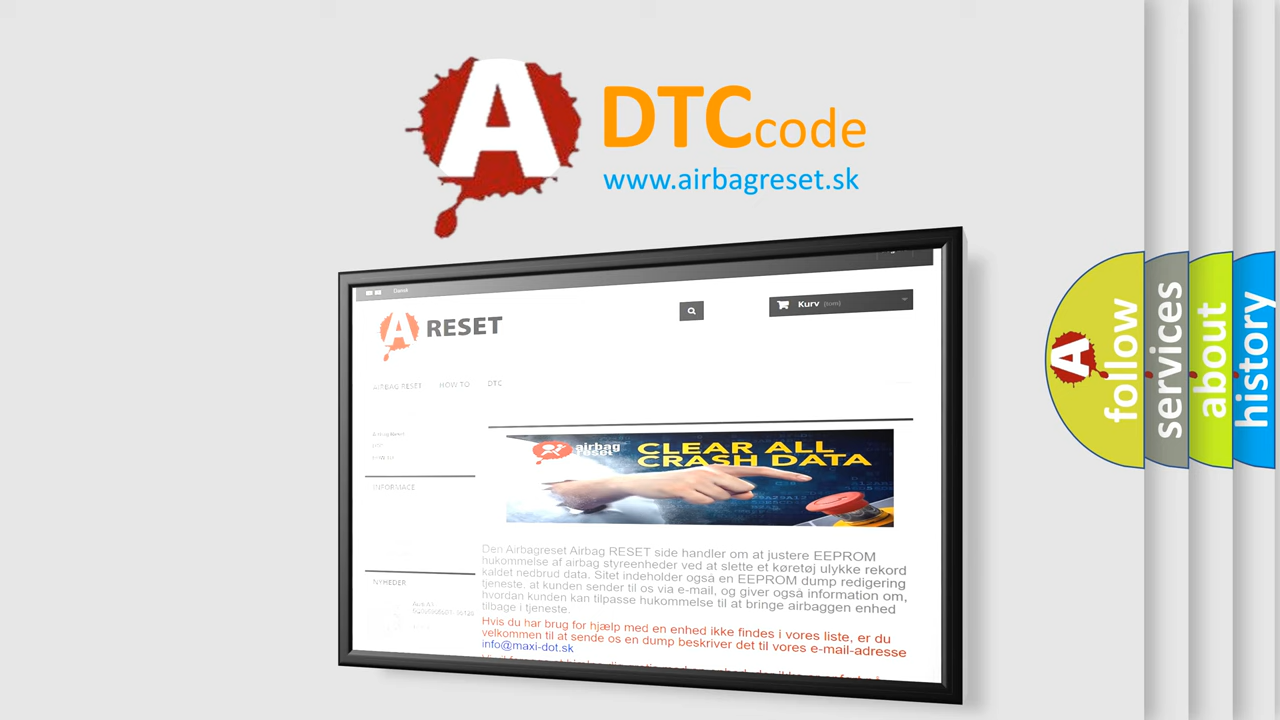 A DTCcode
www.airbagreset.sk
Dansk
Kurv (tom)
A RESET
AIRBAG RESET HOW TO DTC
airbag reset
CLEAR ALL
CRASH DATA
INFORMACE
Den Airbagreset Airbag RESET side handler om at justere EEPROM
hukommelse af airbag styreenheder ved at slette et køretøj ulykke rekord
kaldet nedbrud data. Sitet indeholder også en EEPROM dump redigering
tjeneste, at kunden sender til os via e-mail, og giver også information om,
hvordan kunden kan tilpasse hukommelse til at bringe airbaggen enhed
tilbage i tjeneste.
NYHEDER
Hvis du har brug for hjælp med en enhed ikke findes i vores liste, er du
velkommen til at sende os en dump beskriver det til vores e-mail-adresse
info@maxi-dot.sk
A follow
services
about
history